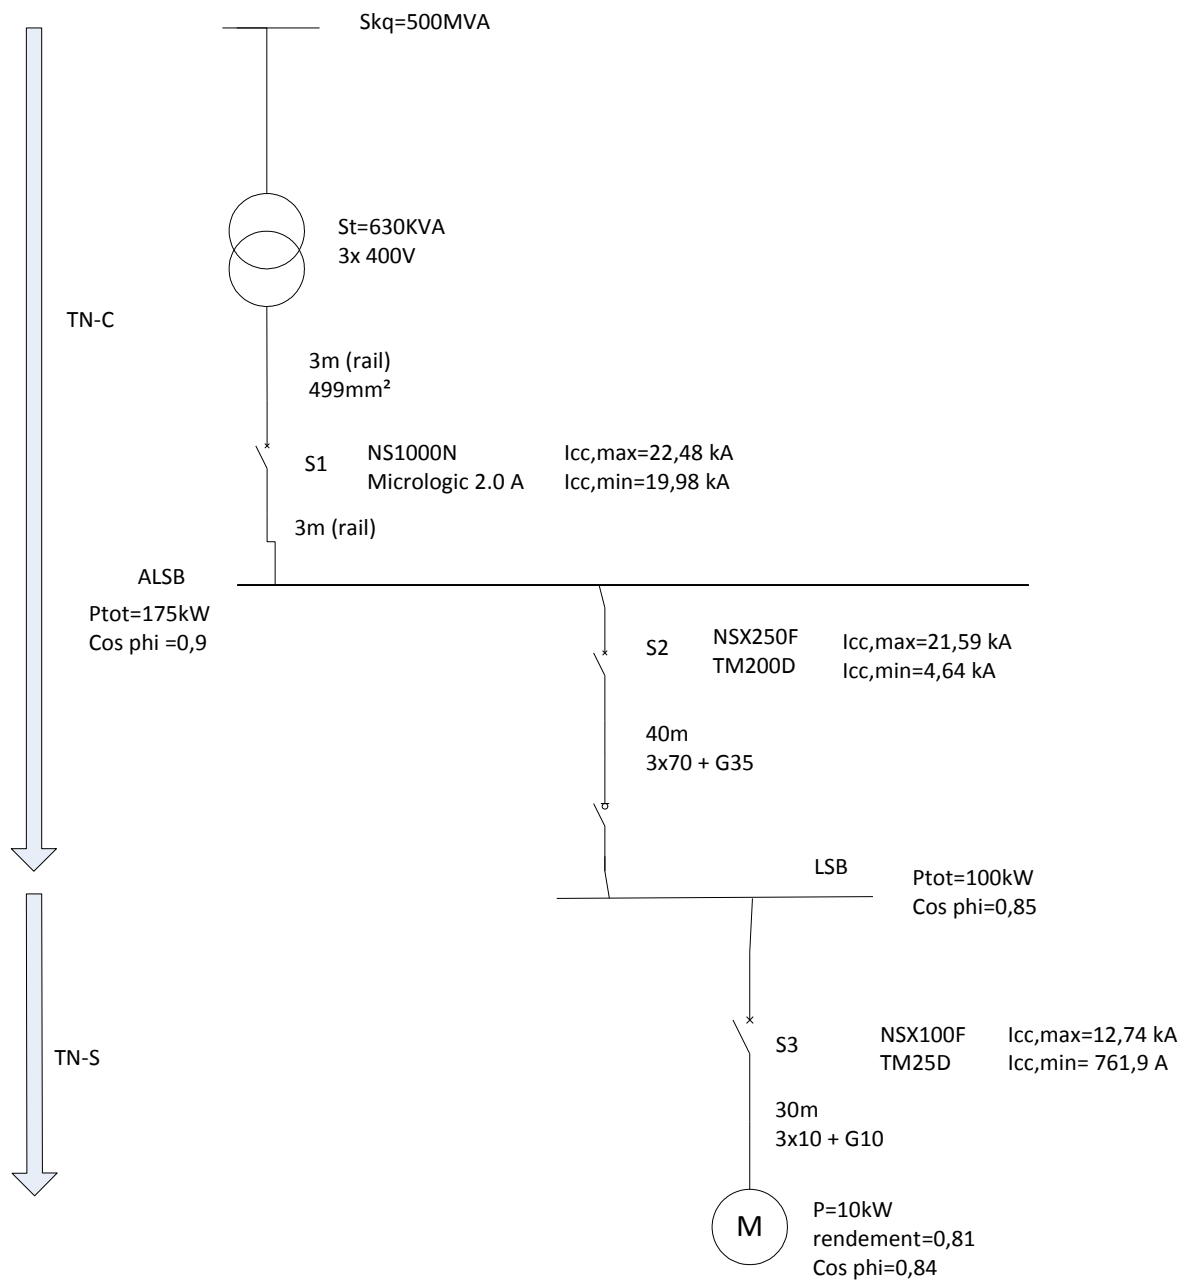 Skq=500MVA
St=630KVA
3x 400V
TN-C
3m (rail)
499mm²
S1
NS1000N
Micrologic 2.0 A
Icc,max=22,48 kA
Icc,min=19,98 kA
3m (rail)
ALSB
Ptot=175kW
Cos phi =0,9
S2
NSX250F
TM200D
Icc,max=21,59 kA
Icc,min=4,64 kA
40m
3x70 + G35
LSB
Ptot=100kW
Cos phi=0,85
TN-S
S3
NSX100F
TM25D
Icc,max=12,74 kA
Icc,min= 761,9 A
30m
3x10 + G10
M
P=10kW
rendement=0,81
Cos phi=0,84